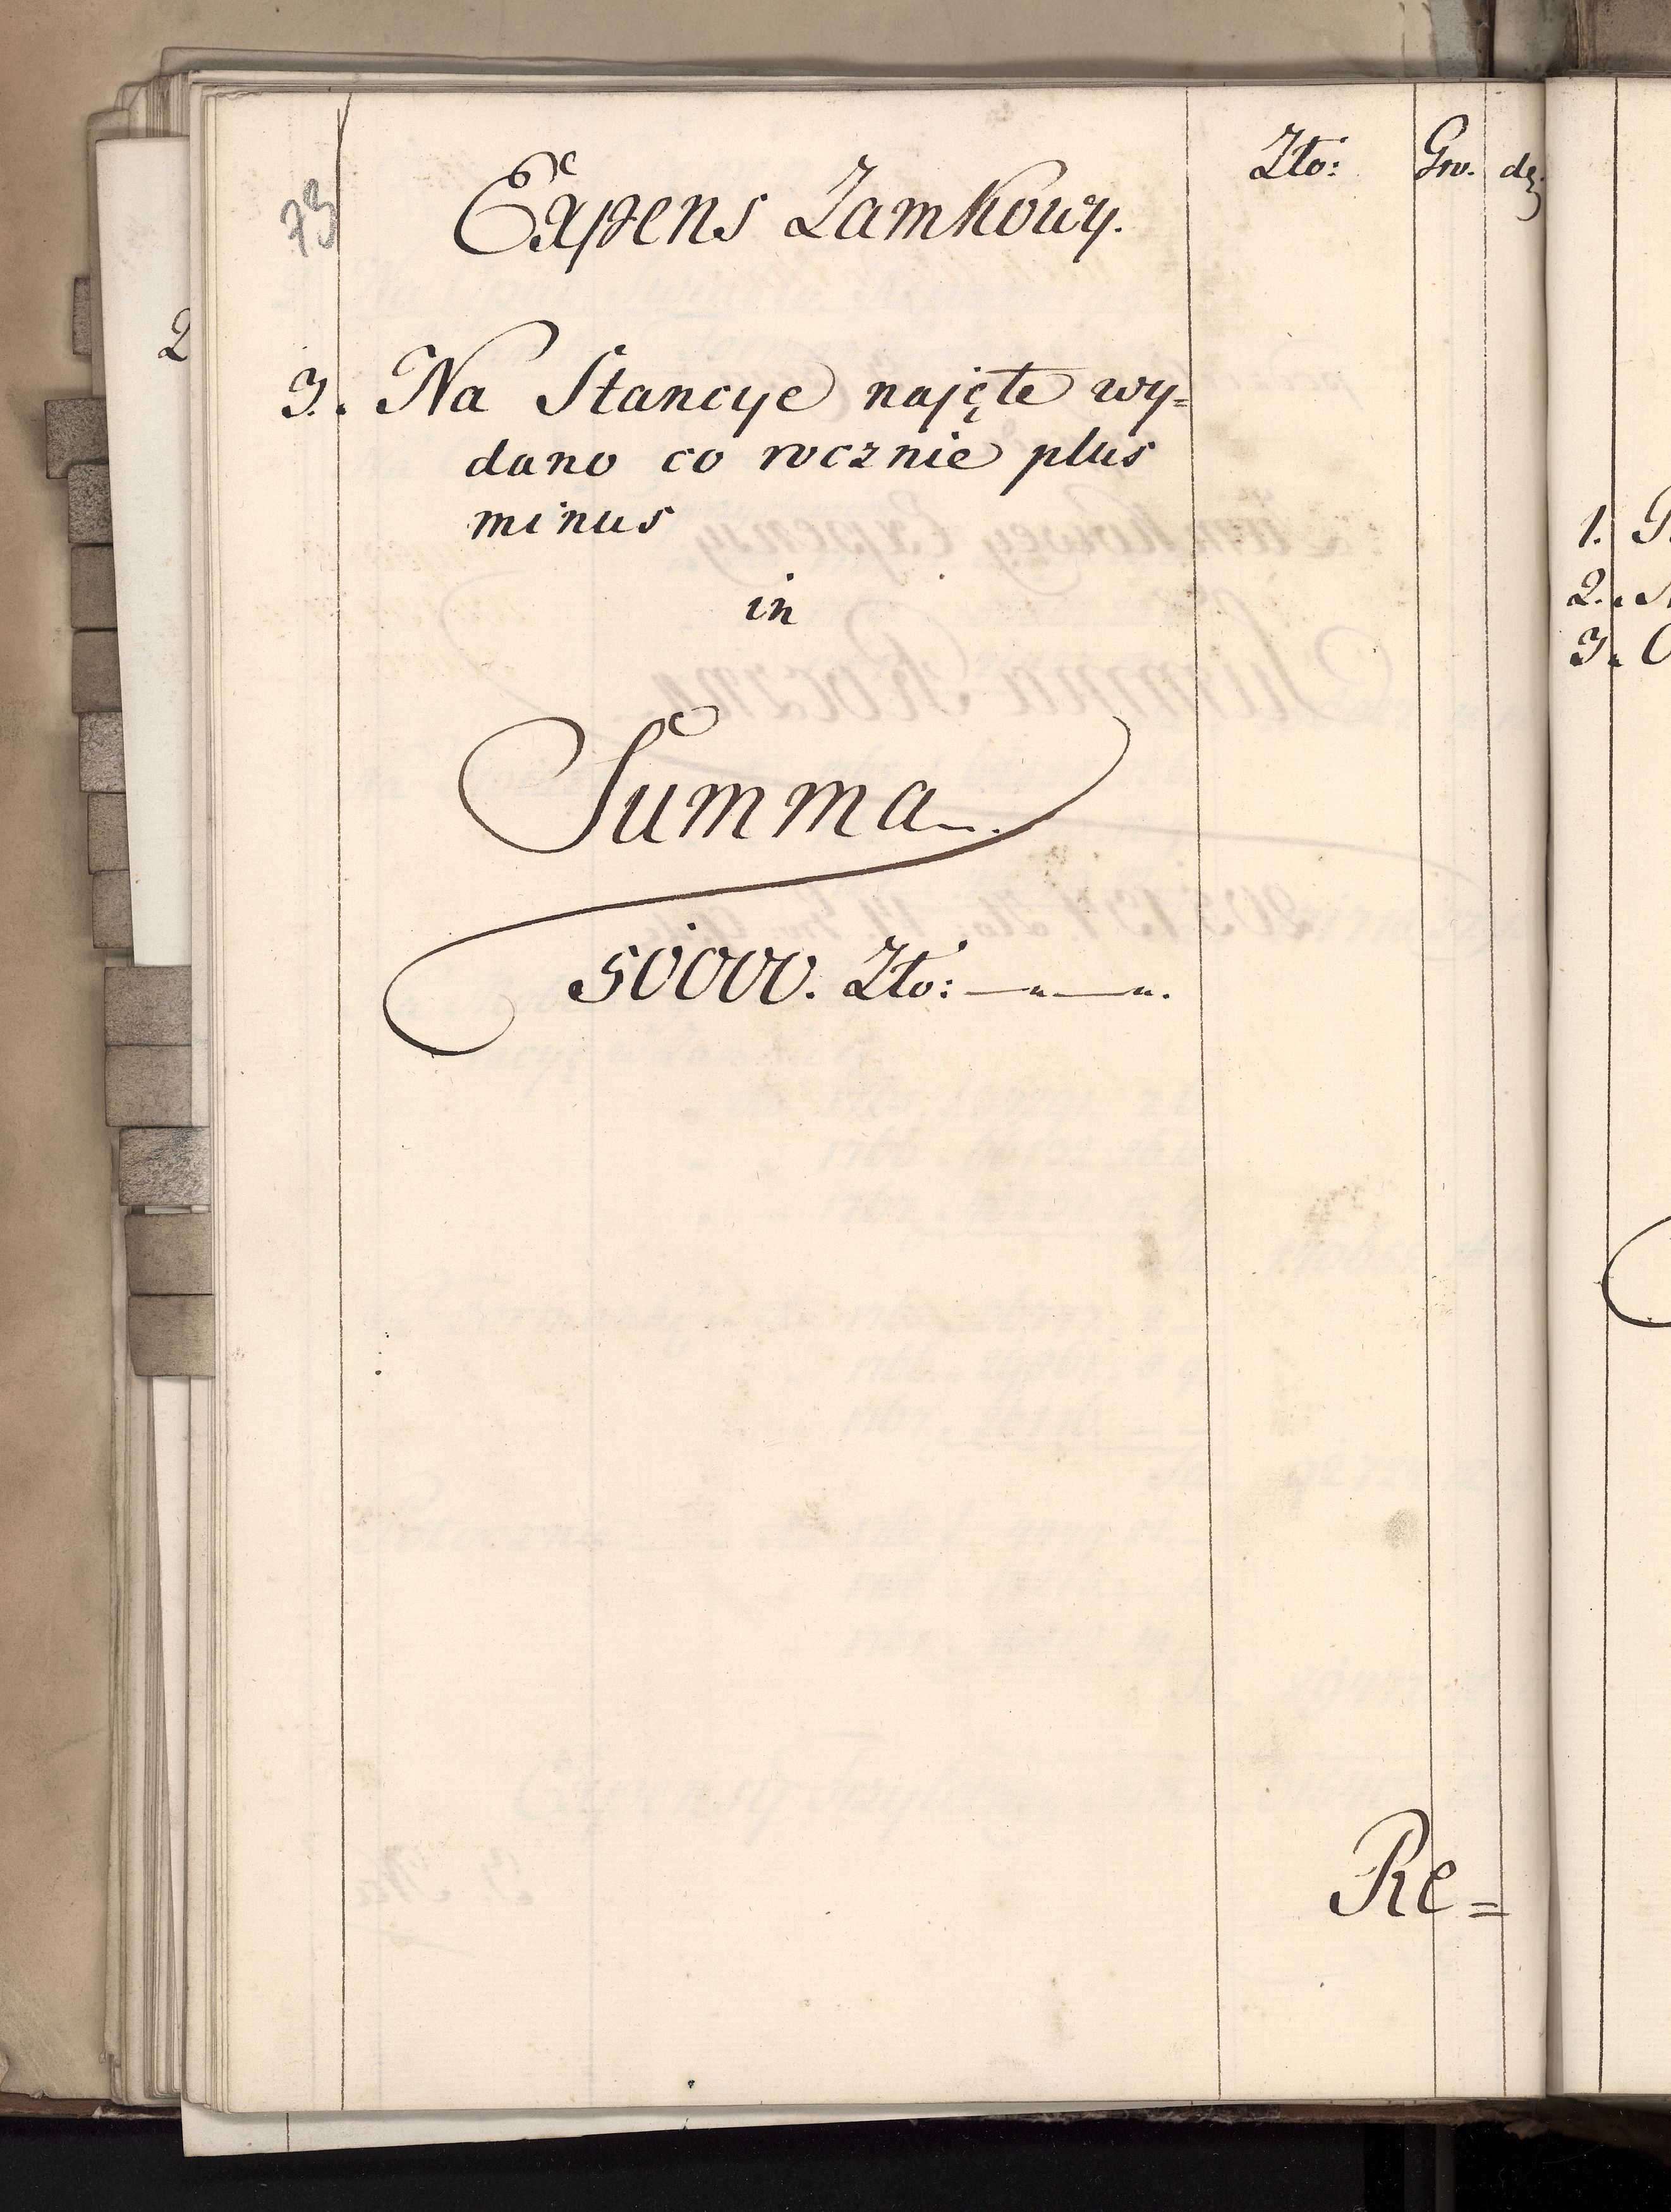 Złto: Gro. d.
73
Expens Zamkowy.
3. Na Stancye najęte wy=
dano co rocznie plus
minus
in
Summa
50000. Złto: — „ — „.
Re=
2
1.
2.
3.